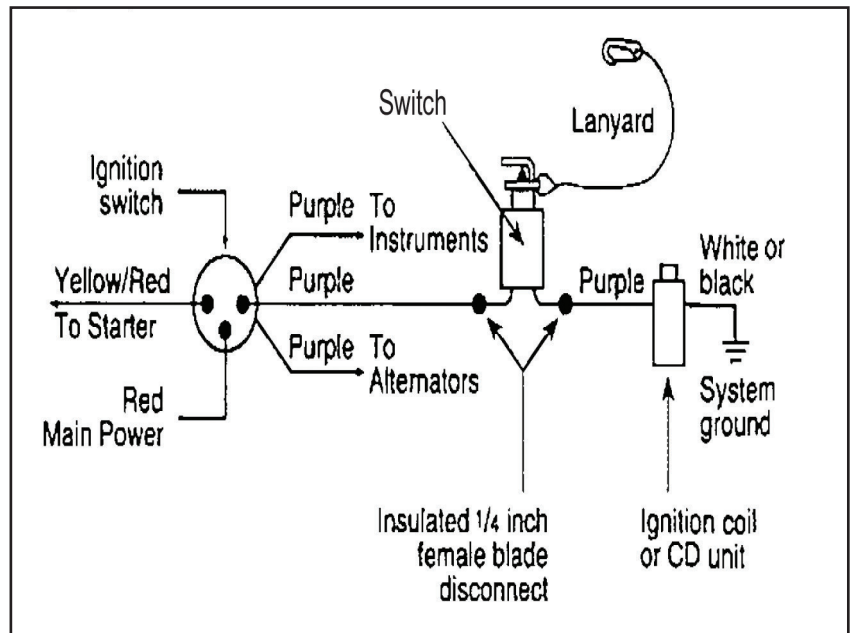 Switch
Lanyard
Ignition
switch
Purple To
Instruments
White or
black
Yellow/Red
Purple
Purple
To Starter
Purple To
Alternators
System
ground
Red
Main Power
Insulated 1/4 inch
female blade
disconnect
Ignition coil
or CD unit